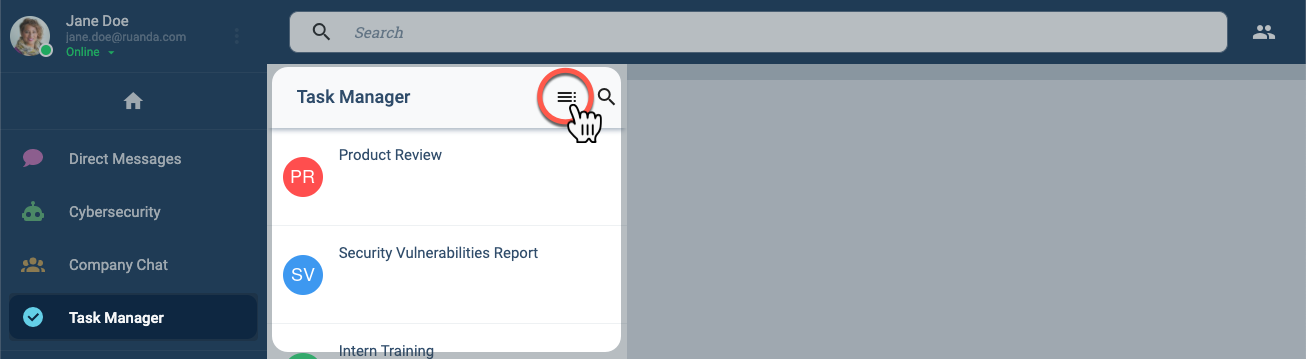 Jane Doe
jane.doe@ruanda.com
Online
Search
Direct Messages
Cybersecurity
Company Chat
Task Manager
Task Manager
PR
Product Review
SV
Security Vulnerabilities Report
Intern Training